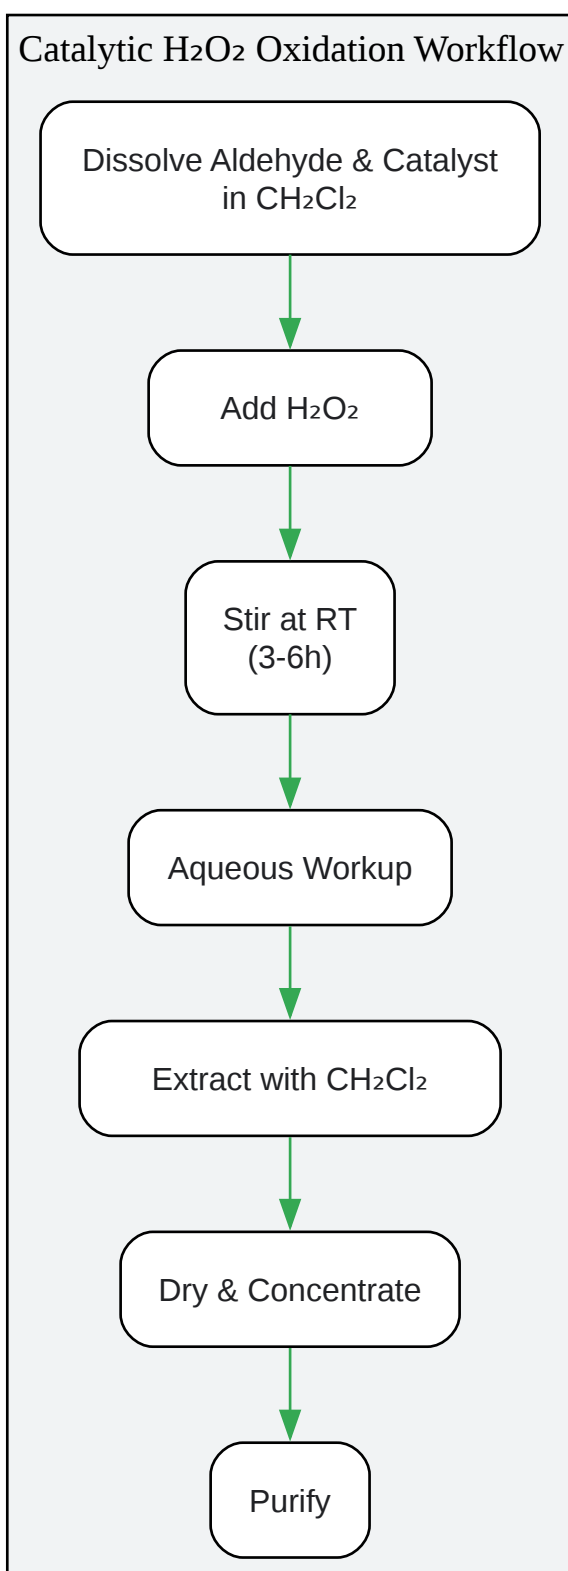 Catalytic H₂O₂ Oxidation Workflow
Dissolve Aldehyde & Catalyst
in CH₂Cl₂
Add H₂O₂
Stir at RT
(3-6h)
Aqueous Workup
Extract with CH₂Cl₂
Dry & Concentrate
Purify